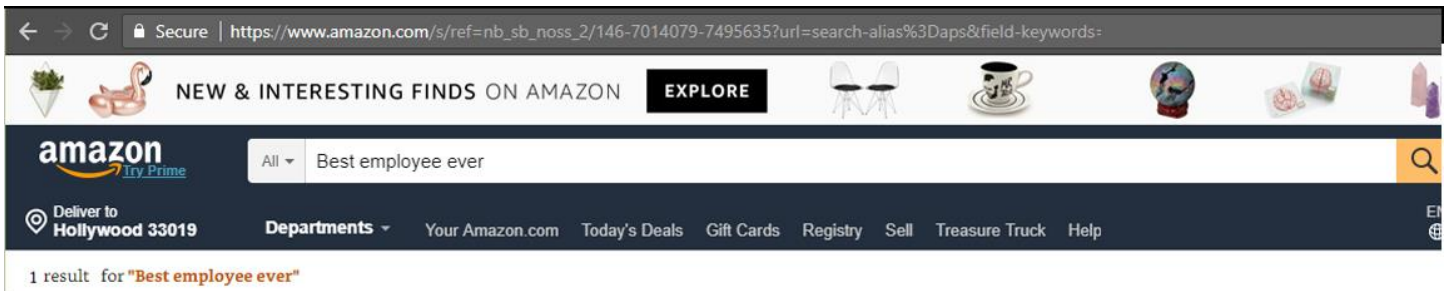 Secure | https://www.amazon.com/s/ref=nb_sb_noss_2/146-7014079-7495635?url=search-alias%3Daps&field-keywords=
NEW & INTERESTING FINDS ON AMAZON EXPLORE
amazon
Try Prime
All Best employee ever
Deliver to
Hollywood 33019
Departments Your Amazon.com Today's Deals Gift Cards Registry Sell Treasure Truck Help
1 result for "Best employee ever"